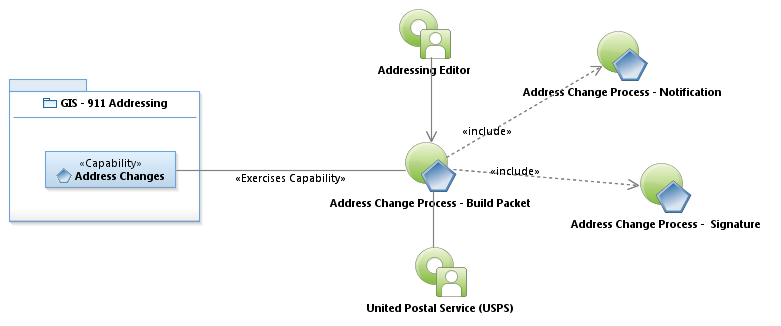 Addressing Editor
Address Change Process - Notification
GIS - 911 Addressing
«include»
«Capability»
Address Changes
«Exercises Capability»
«include»
Address Change Process - Build Packet
Address Change Process -  Signature
United Postal Service (USPS)